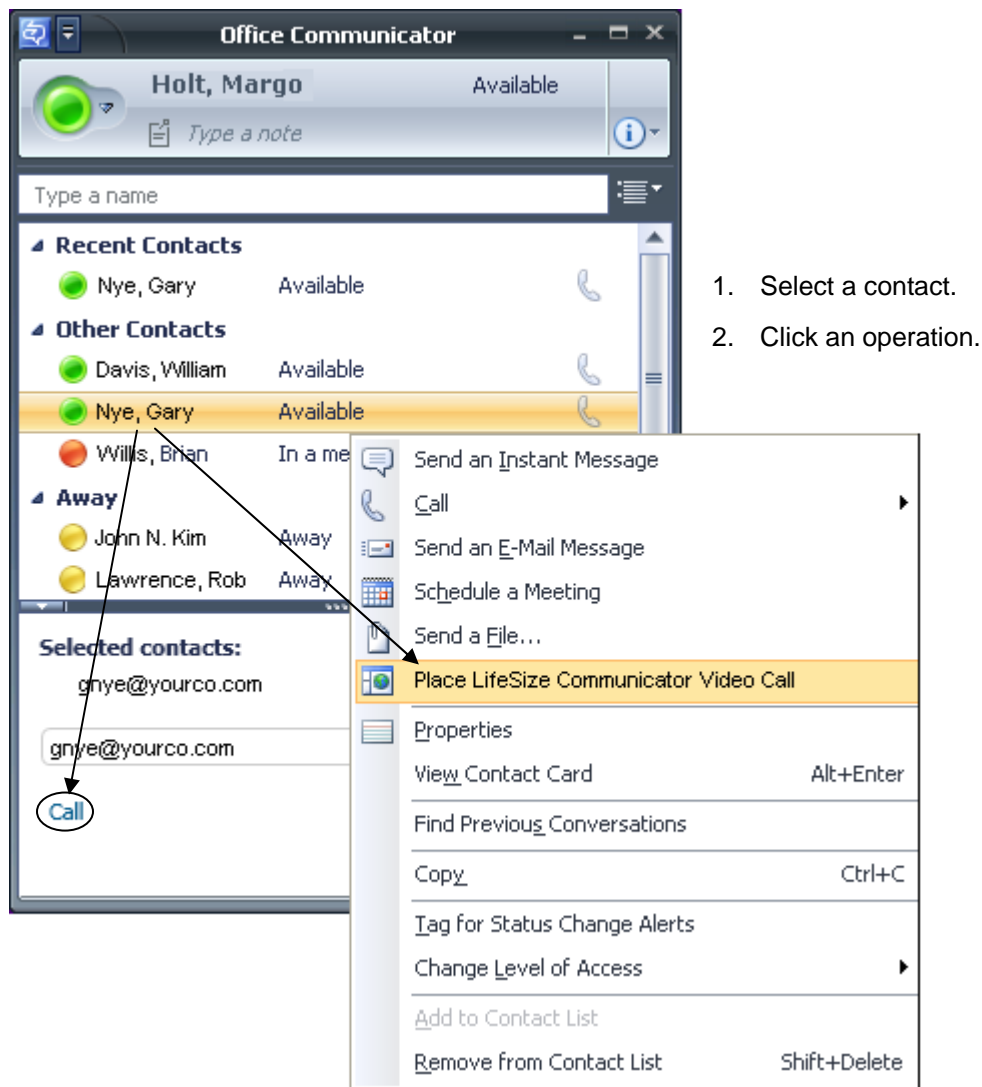 Office Communicator
Holt, Margo Available
Type a note
Type a name
Recent Contacts
Nye, Gary Available
Other Contacts
Davis, William Available
Nye, Gary Available
Willis, Brian In a me
Away
John N. Kim Away
Lawrence, Rob Away
Selected contacts:
gnye@yourco.com
gnye@yourco.com
Call
1. Select a contact.
2. Click an operation.
Send an Instant Message
Call
Send an E-Mail Message
Schedule a Meeting
Send a File...
Place LifeSize Communicator Video Call
Properties
View Contact Card Alt+Enter
Find Previous Conversations
Copy Ctrl+C
Tag for Status Change Alerts
Change Level of Access
Add to Contact List
Remove from Contact List Shift+Delete